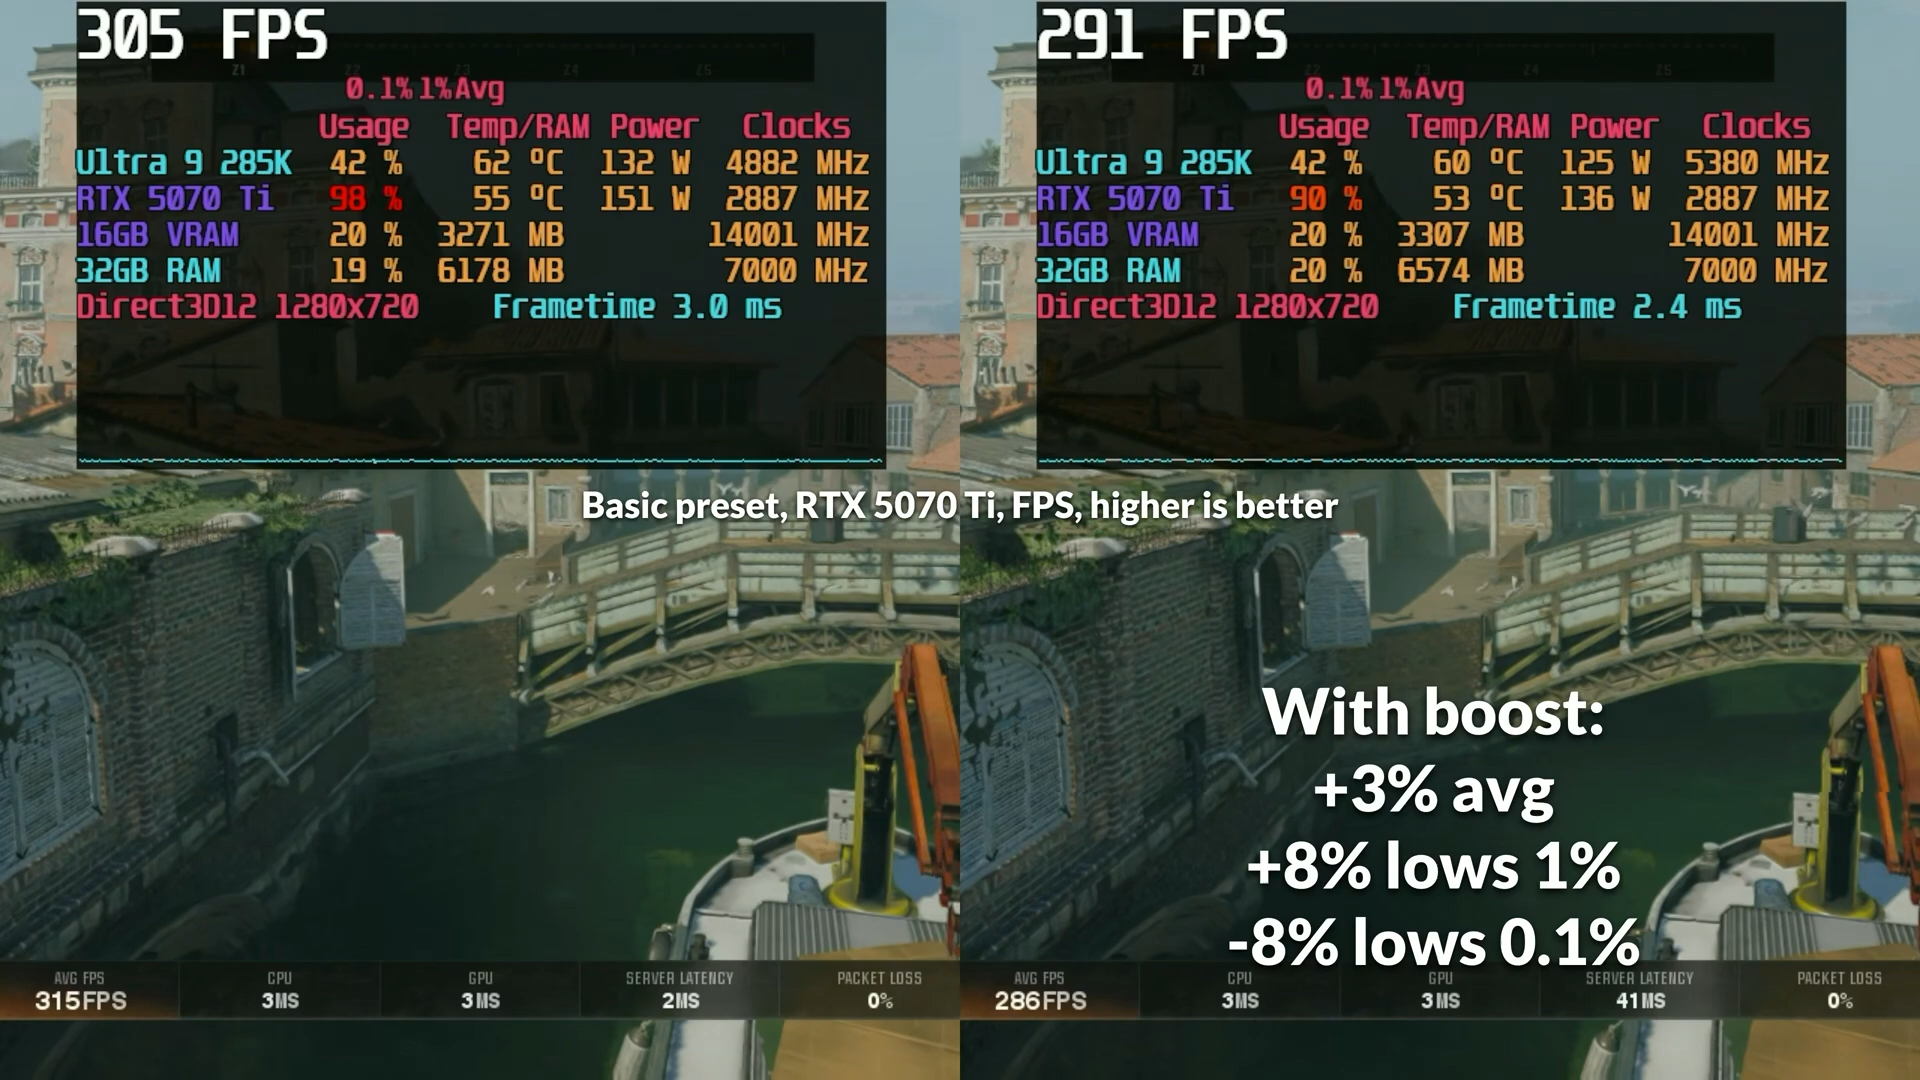 305 FPS
0.1% 1% Avg
Usage Temp/RAM Power Clocks
Ultra 9 285K 42 % 62 ºC 132 W 4882 MHz
RTX 5070 Ti 98 % 55 ºC 151 W 2887 MHz
16GB VRAM 20 % 3271 MB 14001 MHz
32GB RAM 19 % 6178 MB 7000 MHz
Direct3D12 1280x720 Frametime 3.0 ms
291 FPS
0.1% 1% Avg
Usage Temp/RAM Power Clocks
Ultra 9 285K 42 % 60 ºC 125 W 5380 MHz
RTX 5070 Ti 90 % 53 ºC 136 W 2887 MHz
16GB VRAM 20 % 3307 MB 14001 MHz
32GB RAM 20 % 6574 MB 7000 MHz
Direct3D12 1280x720 Frametime 2.4 ms
Basic preset, RTX 5070 Ti, FPS, higher is better
With boost:
+3% avg
+8% lows 1%
-8% lows 0.1%
AVG FPS CPU GPU SERVER LATENCY PACKET LOSS
315FPS 3MS 3MS 2MS 0%
AVG FPS CPU GPU SERVER LATENCY PACKET LOSS
286FPS 3MS 3MS 41MS 0%